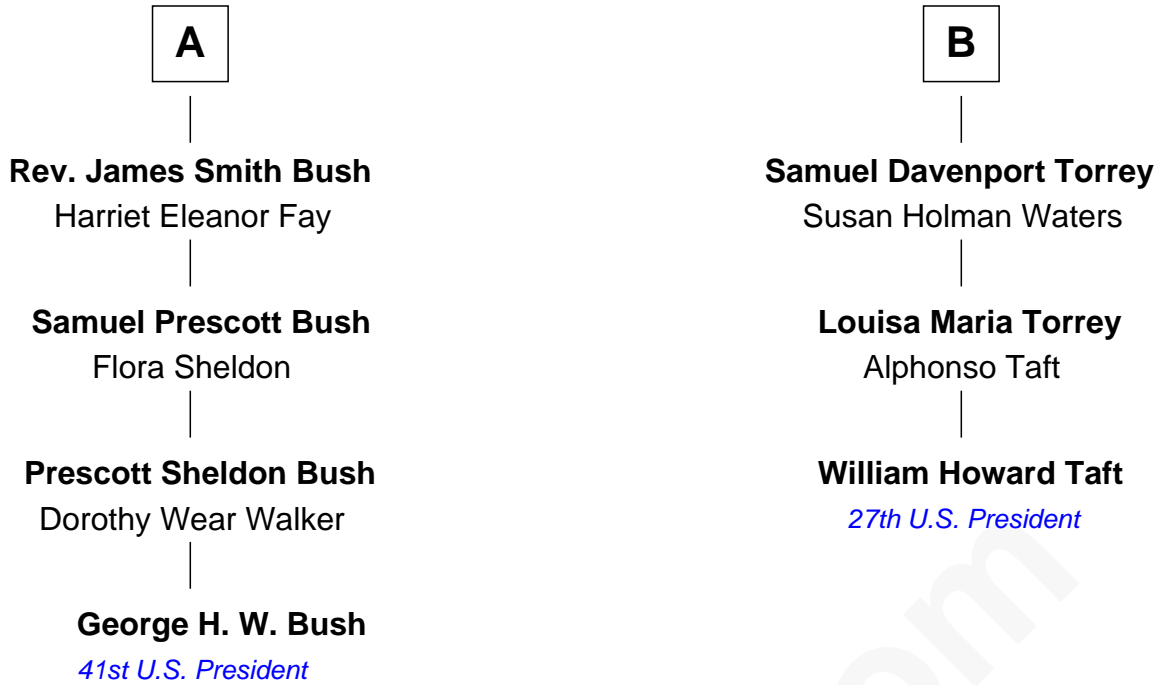 A
Rev. James Smith Bush
Harriet Eleanor Fay
Samuel Prescott Bush
Flora Sheldon
Prescott Sheldon Bush
Dorothy Wear Walker
George H. W. Bush
41st U.S. President
B
Samuel Davenport Torrey
Susan Holman Waters
Louisa Maria Torrey
Alphonso Taft
William Howard Taft
27th U.S. President
om